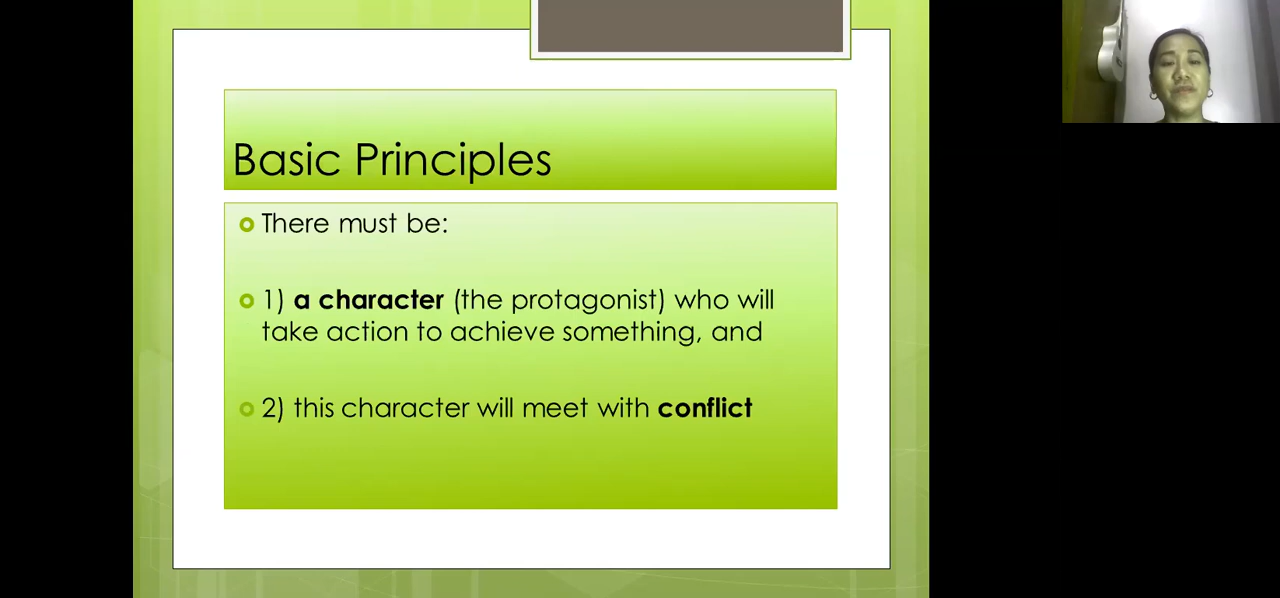 Basic Principles
There must be:
1) a character (the protagonist) who will
take action to achieve something, and
2) this character will meet with conflict